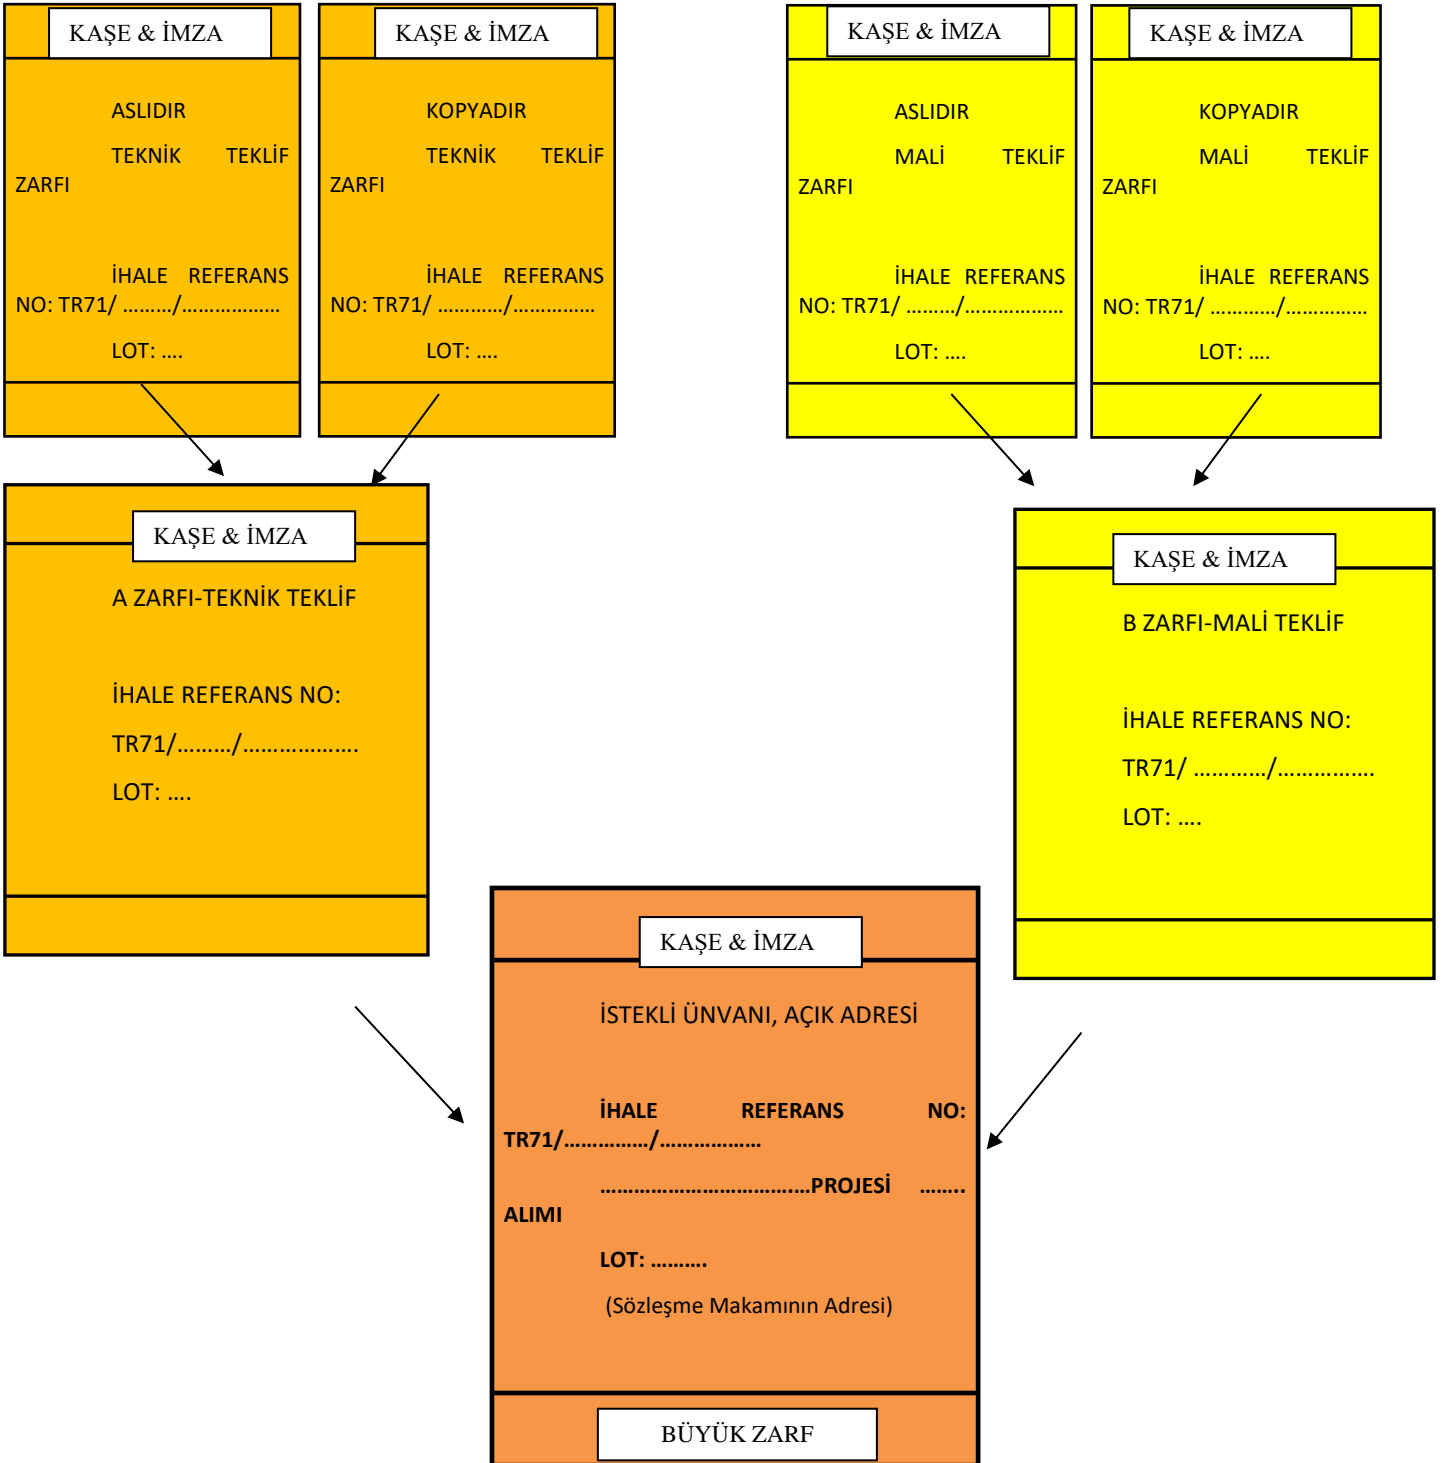 KAŞE & İMZA
ASLIDIR
TEKNİK TEKLİF
ZARFI
İHALE REFERANS
NO: TR71/ ………/………………
LOT: ….
KAŞE & İMZA
KOPYADIR
TEKNİK TEKLİF
ZARFI
İHALE REFERANS
NO: TR71/ …………/……………
LOT: ….
KAŞE & İMZA
ASLIDIR
MALİ TEKLİF
ZARFI
İHALE REFERANS
NO: TR71/ ………/………………
LOT: ….
KAŞE & İMZA
KOPYADIR
MALİ TEKLİF
ZARFI
İHALE REFERANS
NO: TR71/ …………/……………
LOT: ….
KAŞE & İMZA
A ZARFI-TEKNİK TEKLİF
İHALE REFERANS NO:
TR71/………/……………….
LOT: ….
KAŞE & İMZA
B ZARFI-MALİ TEKLİF
İHALE REFERANS NO:
TR71/ …………/…………….
LOT: ….
KAŞE & İMZA
İSTEKLİ ÜNVANI, AÇIK ADRESİ
İHALE REFERANS NO:
TR71/……………/………………
…………………………….…PROJESİ ……..
ALIMI
LOT: ……….
(Sözleşme Makamının Adresi)
BÜYÜK ZARF